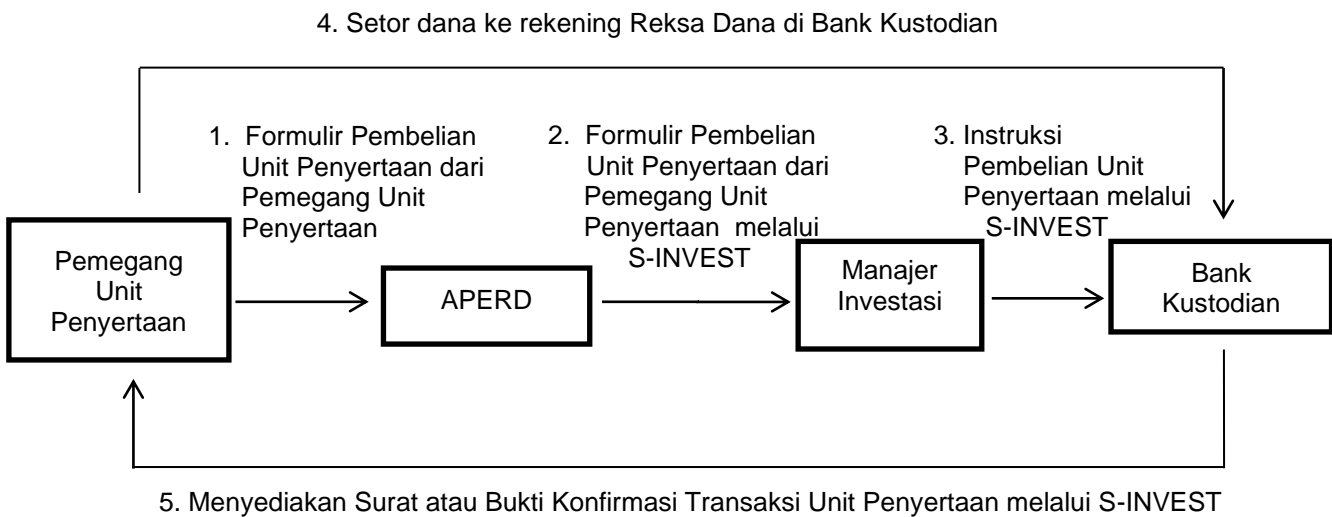 4. Setor dana ke rekening Reksa Dana di Bank Kustodian
1. Formulir Pembelian
Unit Penyertaan dari
Pemegang Unit
Penyertaan
2. Formulir Pembelian
Unit Penyertaan dari
Pemegang Unit
Penyertaan melalui
S-INVEST
3. Instruksi
Pembelian Unit
Penyertaan melalui
S-INVEST
Pemegang
Unit
Penyertaan
APERD
Manajer
Investasi
Bank
Kustodian
5. Menyediakan Surat atau Bukti Konfirmasi Transaksi Unit Penyertaan melalui S-INVEST